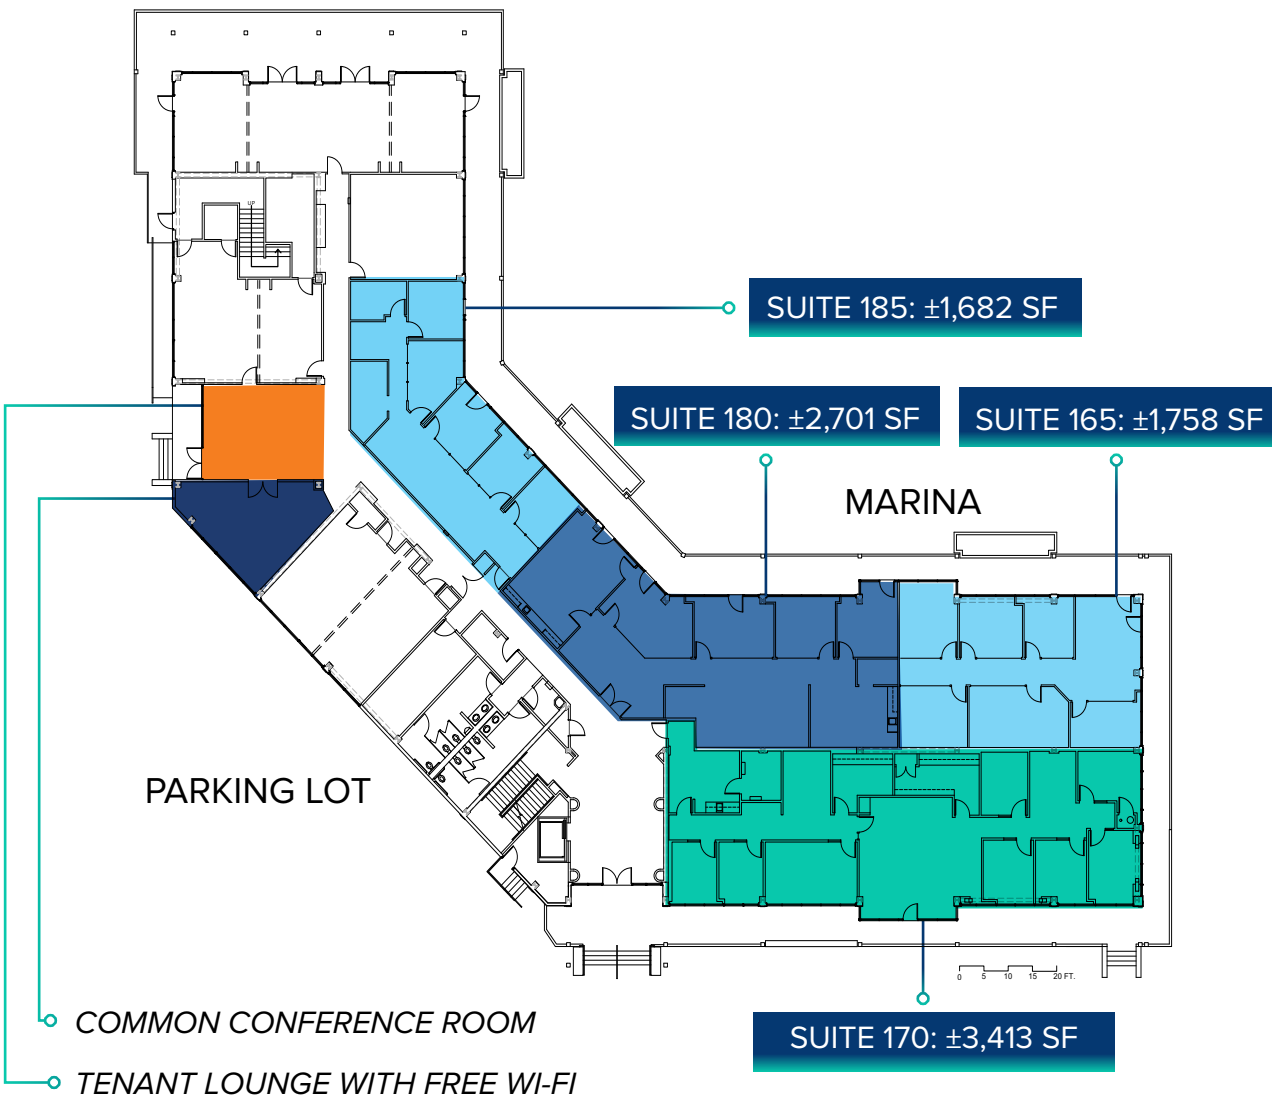 UP
SUITE 185: ±1,682 SF
SUITE 180: ±2,701 SF
SUITE 165: ±1,758 SF
MARINA
PARKING LOT
0 5 10 15 20 FT.
SUITE 170: ±3,413 SF
COMMON CONFERENCE ROOM
TENANT LOUNGE WITH FREE WI-FI